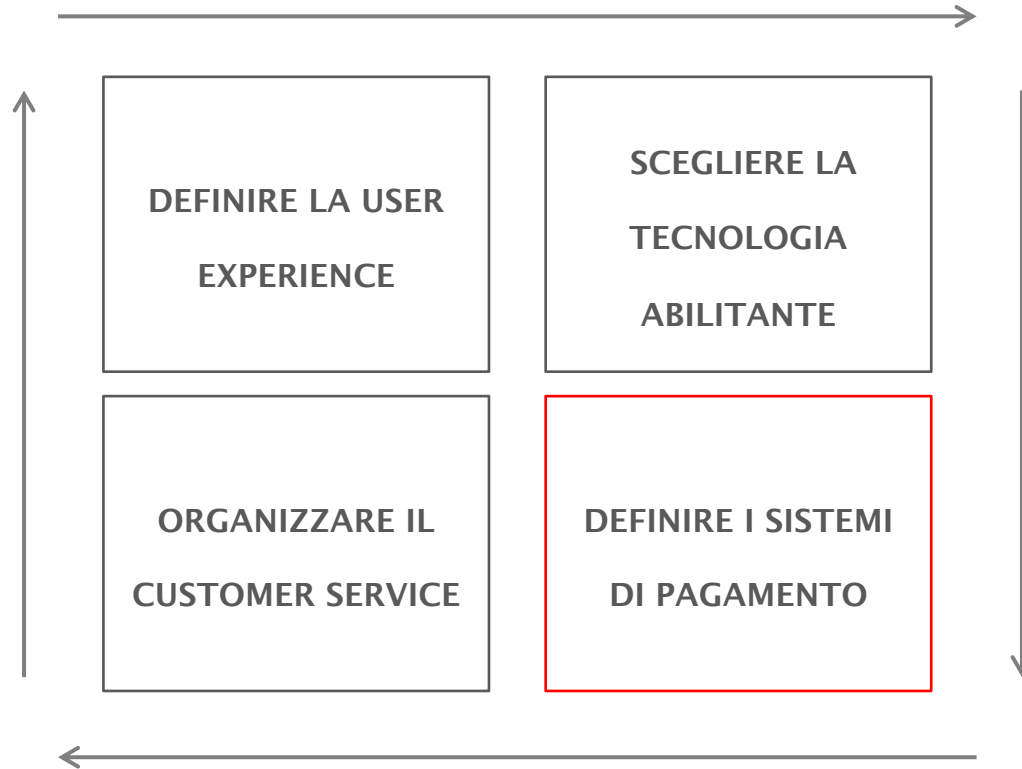 DEFINIRE LA USER
EXPERIENCE
SCEGLIERE LA
TECNOLOGIA
ABILITANTE
ORGANIZZARE IL
CUSTOMER SERVICE
DEFINIRE I SISTEMI
DI PAGAMENTO